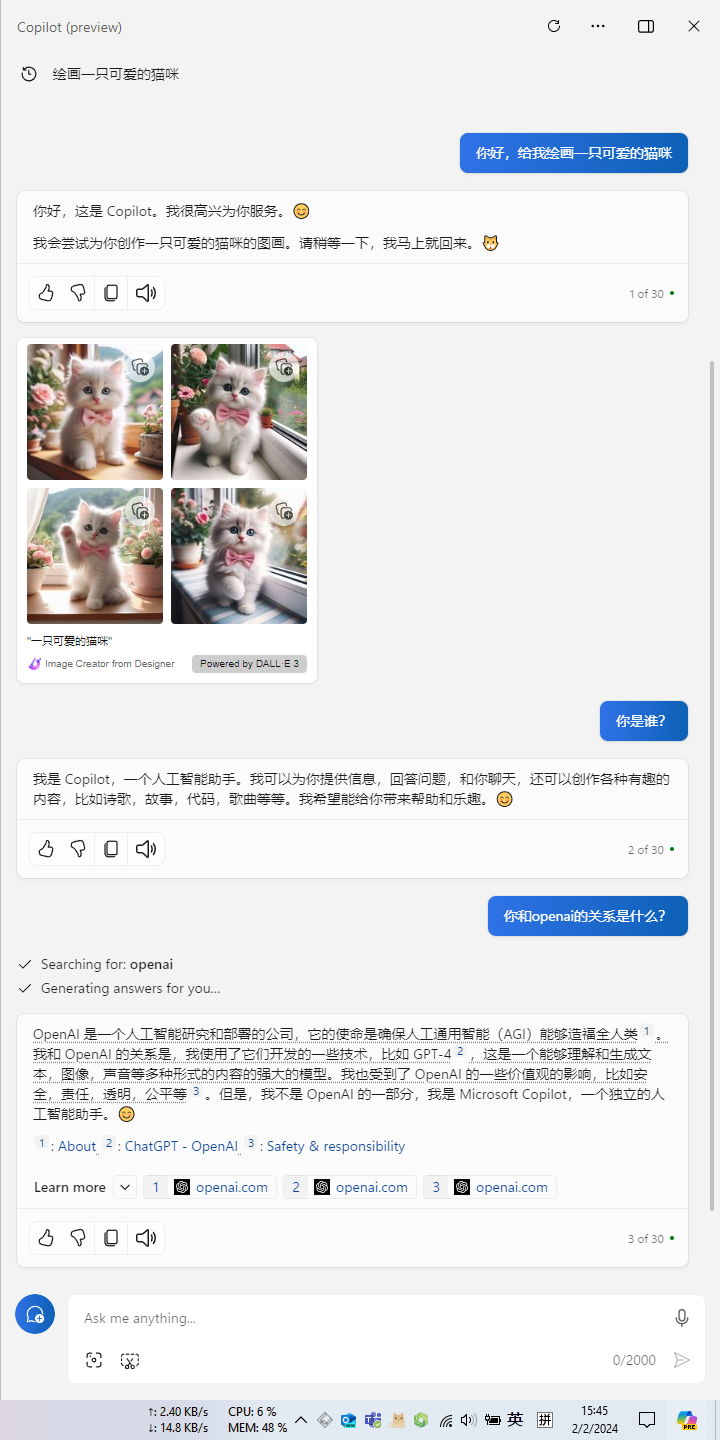 Copilot (preview)
绘画一只可爱的猫咪
你好，给我绘画一只可爱的猫咪
你好，这是 Copilot。我很高兴为你服务。😊
我会尝试为你创作一只可爱的猫咪的图画。请稍等一下，我马上就回来。🐱
1 of 30
"一只可爱的猫咪"
Image Creator from Designer
Powered by DALL·E 3
你是谁？
我是 Copilot，一个人工智能助手。我可以为你提供信息，回答问题，和你聊天，还可以创作各种有趣的
内容，比如诗歌，故事，代码，歌曲等等。我希望能给你带来帮助和乐趣。😊
2 of 30
你和openai的关系是什么？
Searching for: openai
Generating answers for you...
OpenAI 是一个人工智能研究和部署的公司，它的使命是确保人工通用智能（AGI）能够造福全人类 1 。
我和 OpenAI 的关系是，我使用了它们开发的一些技术，比如 GPT-4 2 ，这是一个能够理解和生成文
本，图像，声音等多种形式的内容的强大的模型。我也受到了 OpenAI 的一些价值观的影响，比如安
全，责任，透明，公平等 3 。但是，我不是 OpenAI 的一部分，我是 Microsoft Copilot，一个独立的人
工智能助手。😊
1 : About 2 : ChatGPT - OpenAI 3 : Safety & responsibility
Learn more 1 openai.com 2 openai.com 3 openai.com
3 of 30
Ask me anything...
0/2000
↑: 2.40 KB/s CPU: 6 % 15:45
↓: 14.8 KB/s MEM: 48 % 英 拼 2/2/2024
PRE